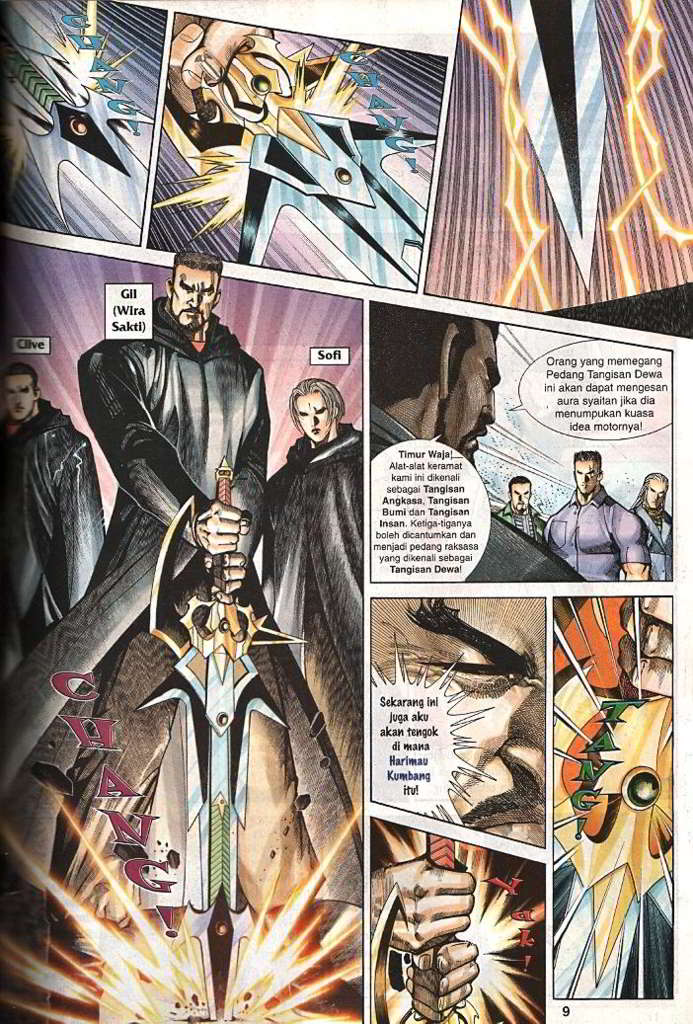 CHANG!
CHANG!
Clive
Gil
(Wira
Sakti)
Sofi
CHANG!
Orang yang memegang
Pedang Tangisan Dewa
ini akan dapat mengesan
aura syaitan jika dia
menumpukan kuasa
idea motornya!
Timur Waja!
Alat-alat keramat
kami ini dikenali
sebagai Tangisan
Angkasa, Tangisan
Bumi dan Tangisan
Insan. Ketiga-tiganya
boleh dicantumkan dan
menjadi pedang raksasa
yang dikenali sebagai
Tangisan Dewa!
Sekarang ini
juga aku
akan tengok
di mana
Harimau
Kumbang
itu!
TANG!
Yak!
9